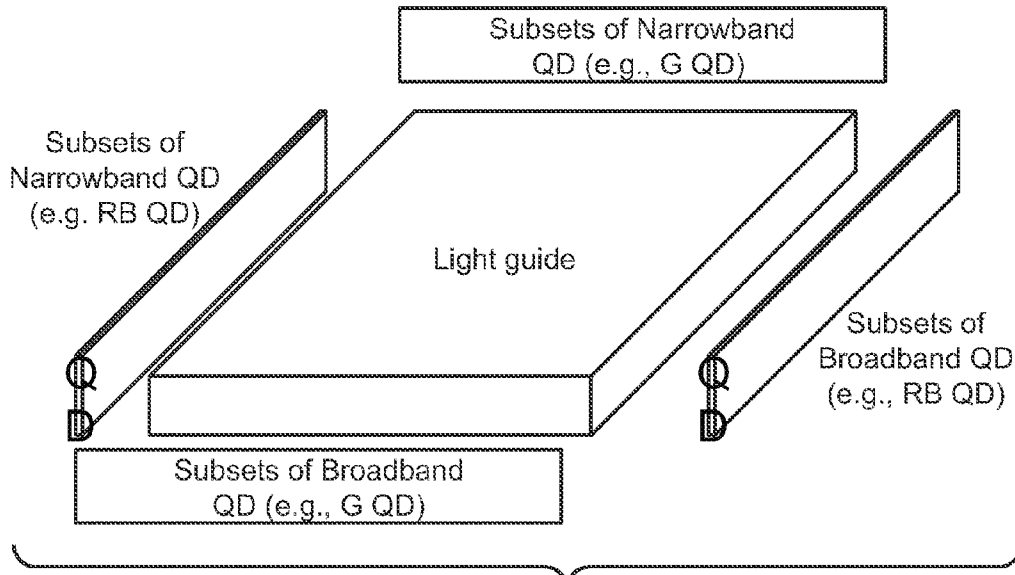 Subsets of Narrowband
QD (e.g., G QD)
Subsets of
Narrowband QD
(e.g. RB QD)
Light guide
Subsets of
Broadband QD
(e.g., RB QD)
Q
D
Q
D
Subsets of Broadband
QD (e.g., G QD)